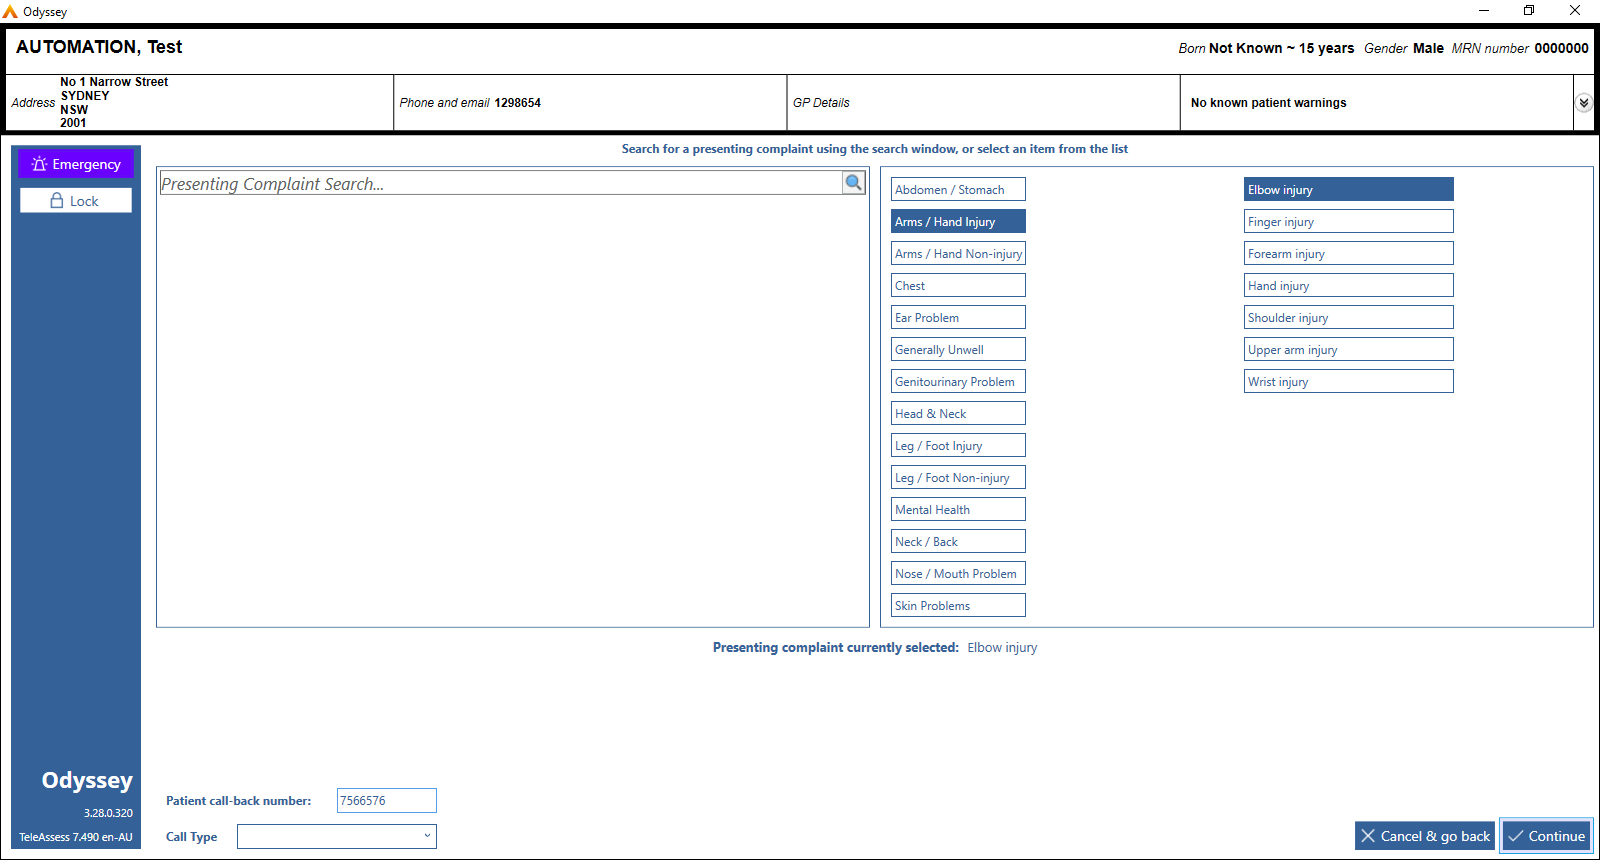 Odyssey
AUTOMATION, Test
Born Not Known ~ 15 years Gender Male MRN number 0000000
Address
No 1 Narrow Street
SYDNEY
NSW
2001
Phone and email 1298654
GP Details
No known patient warnings
Emergency
Lock
Search for a presenting complaint using the search window, or select an item from the list
Presenting Complaint Search...
Abdomen / Stomach
Arms / Hand Injury
Arms / Hand Non-injury
Chest
Ear Problem
Generally Unwell
Genitourinary Problem
Head & Neck
Leg / Foot Injury
Leg / Foot Non-injury
Mental Health
Neck / Back
Nose / Mouth Problem
Skin Problems
Elbow injury
Finger injury
Forearm injury
Hand injury
Shoulder injury
Upper arm injury
Wrist injury
Presenting complaint currently selected: Elbow injury
Odyssey
3.28.0.320
TeleAssess 7.490 en-AU
Patient call-back number: 7566576
Call Type
Cancel & go back
Continue